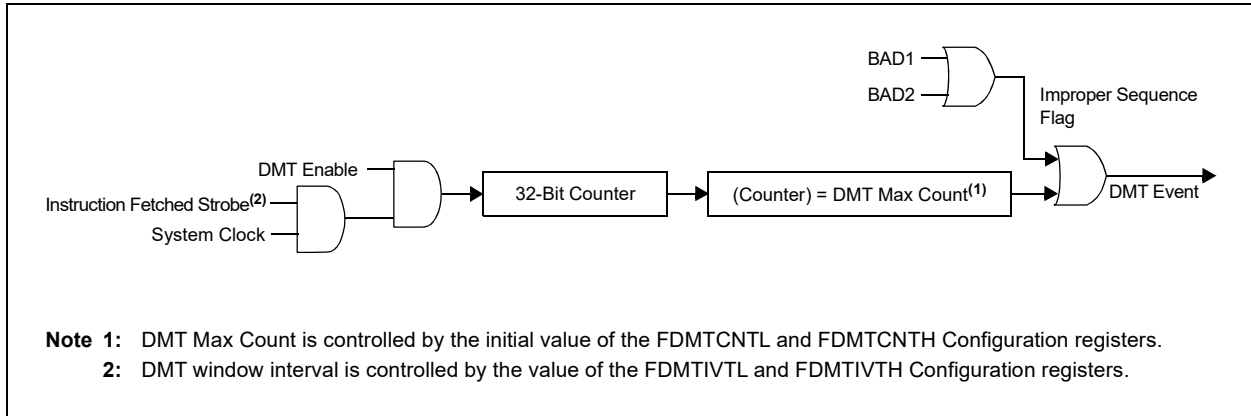 BAD1
BAD2
Improper Sequence
Flag
DMT Enable
Instruction Fetched Strobe(2)
System Clock
32-Bit Counter
(Counter) = DMT Max Count(1)
DMT Event
Note 1: DMT Max Count is controlled by the initial value of the FDMTCNTL and FDMTCNTH Configuration registers.
2: DMT window interval is controlled by the value of the FDMTIVTL and FDMTIVTH Configuration registers.